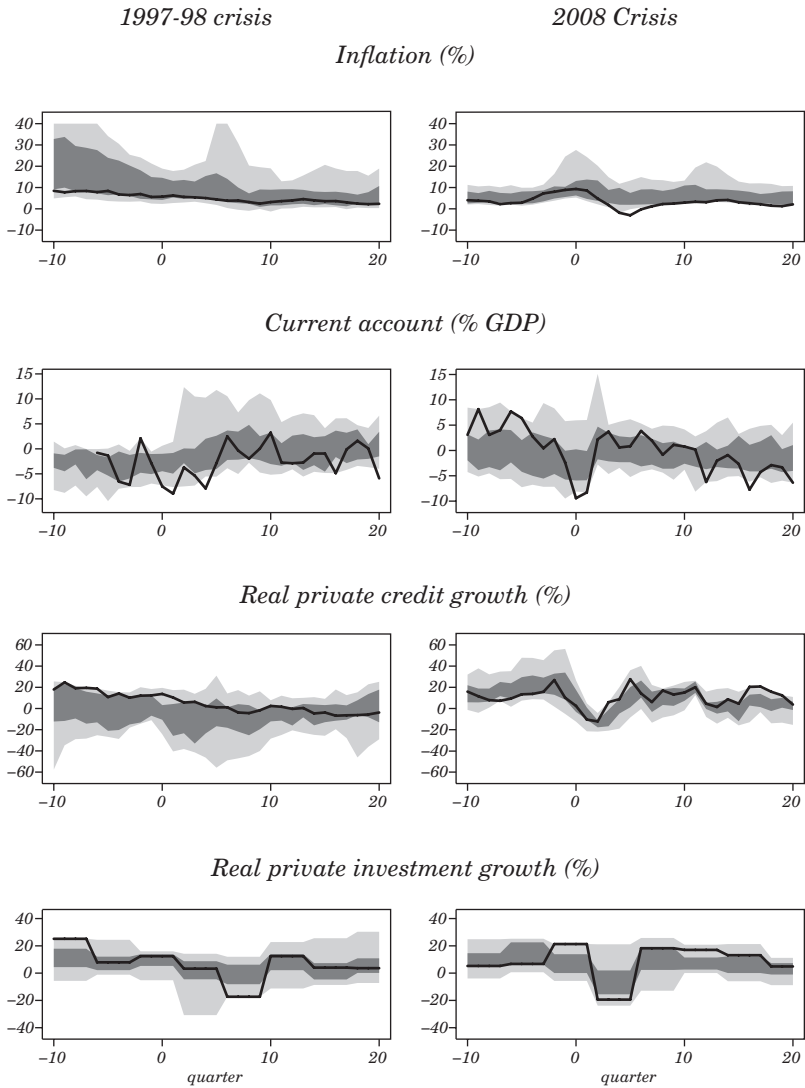 1997-98 crisis 2008 Crisis
Inflation (%)
40 40
30 30
20 20
10 10
0 0
−10 −10
−10 0 10 20 −10 0 10 20
Current account (% GDP)
15 15
10 10
5 5
0 0
−5 −5
−10 −10
−10 0 10 20 −10 0 10 20
Real private credit growth (%)
60 60
40 40
20 20
0 0
−20 −20
−40 −40
−60 −60
−10 0 10 20 −10 0 10 20
Real private investment growth (%)
40 40
20 20
0 0
−20 −20
−40 −40
−10 0 10 20 −10 0 10 20
quarter quarter